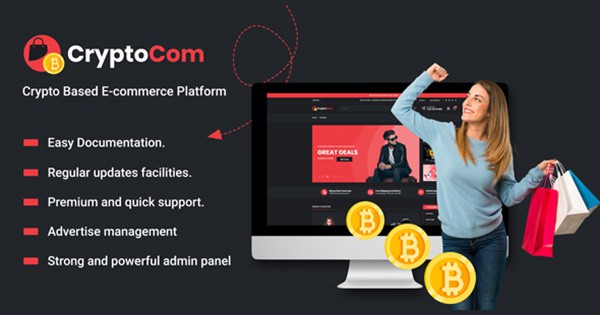 CryptoCom
Crypto Based E-commerce Platform
Easy Documentation.
Regular updates facilities.
Premium and quick support.
Advertise management
Strong and powerful admin panel
GREAT DEALS